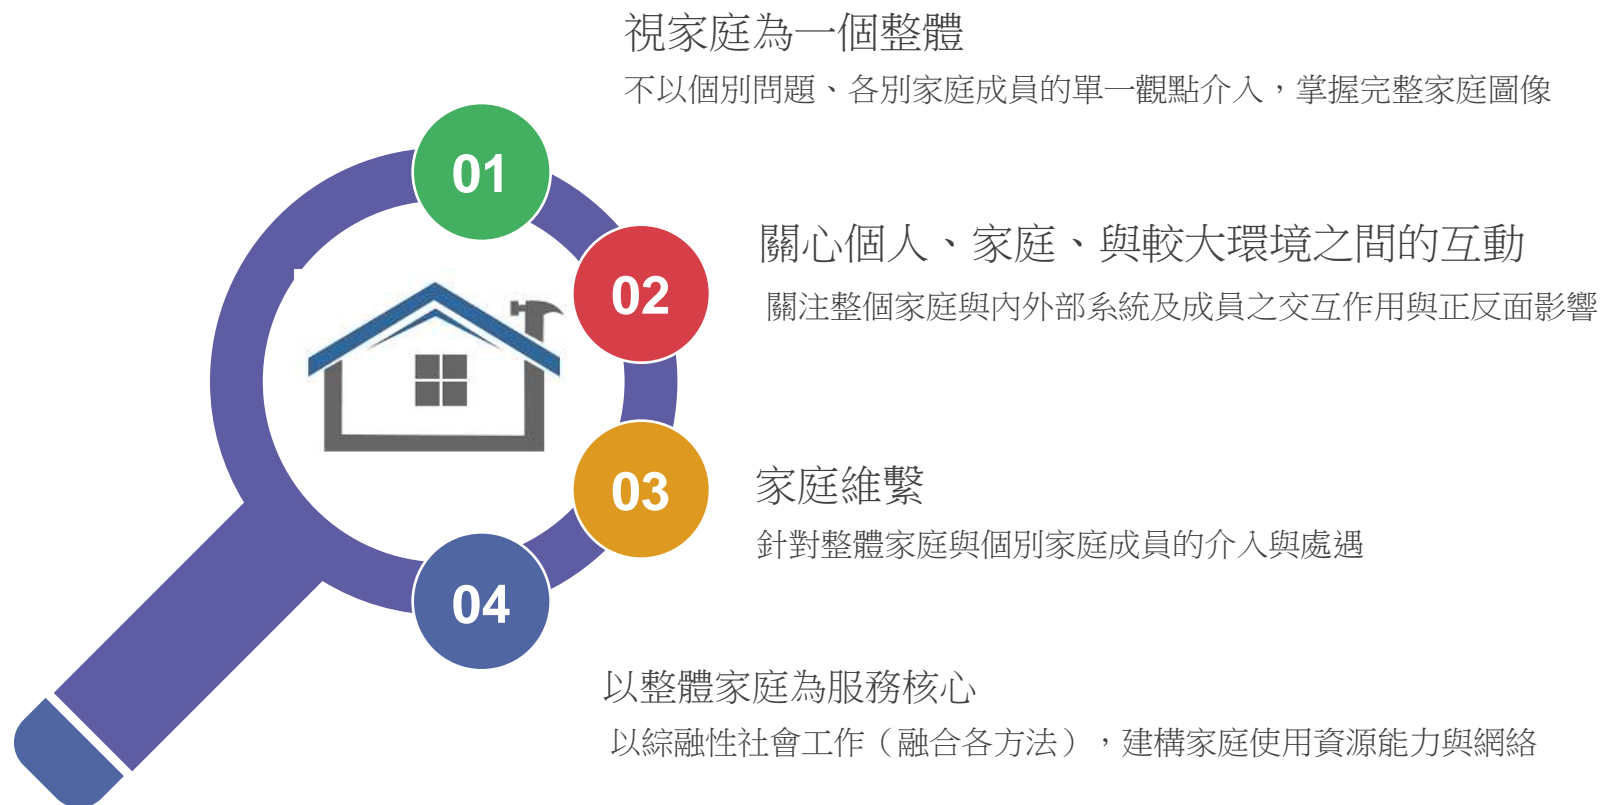 視家庭為一個整體
不以個別問題、各別家庭成員的單一觀點介入，掌握完整家庭圖像
01
02
關心個人、家庭、與較大環境之間的互動
關注整個家庭與內外部系統及成員之交互作用與正反面影響
03
家庭維繫
針對整體家庭與個別家庭成員的介入與處遇
04
以整體家庭為服務核心
以綜融性社會工作（融合各方法），建構家庭使用資源能力與網絡